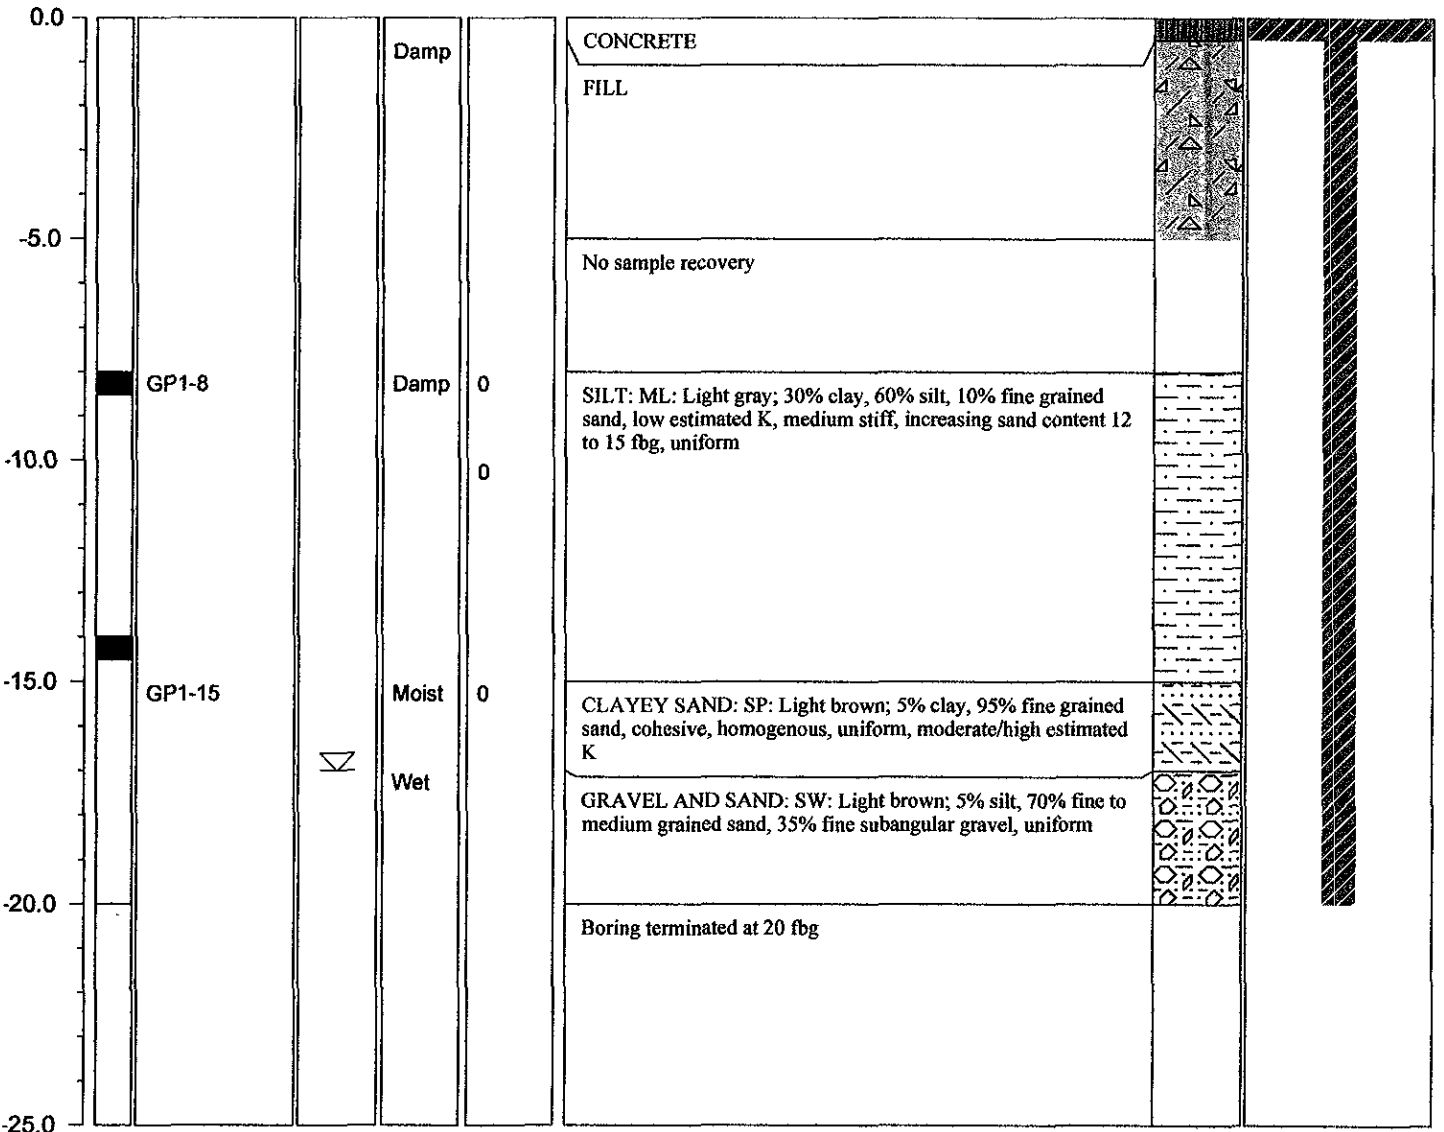 0.0
Damp
CONCRETE
FILL
-5.0
No sample recovery
GP1-8
Damp
0
SILT: ML: Light gray; 30% clay, 60% silt, 10% fine grained
sand, low estimated K, medium stiff, increasing sand content 12
to 15 fbg, uniform
-10.0
0
-15.0
GP1-15
Moist
0
CLAYEY SAND: SP: Light brown; 5% clay, 95% fine grained
sand, cohesive, homogenous, uniform, moderate/high estimated
K
Wet
GRAVEL AND SAND: SW: Light brown; 5% silt, 70% fine to
medium grained sand, 35% fine subangular gravel, uniform
-20.0
Boring terminated at 20 fbg
-25.0